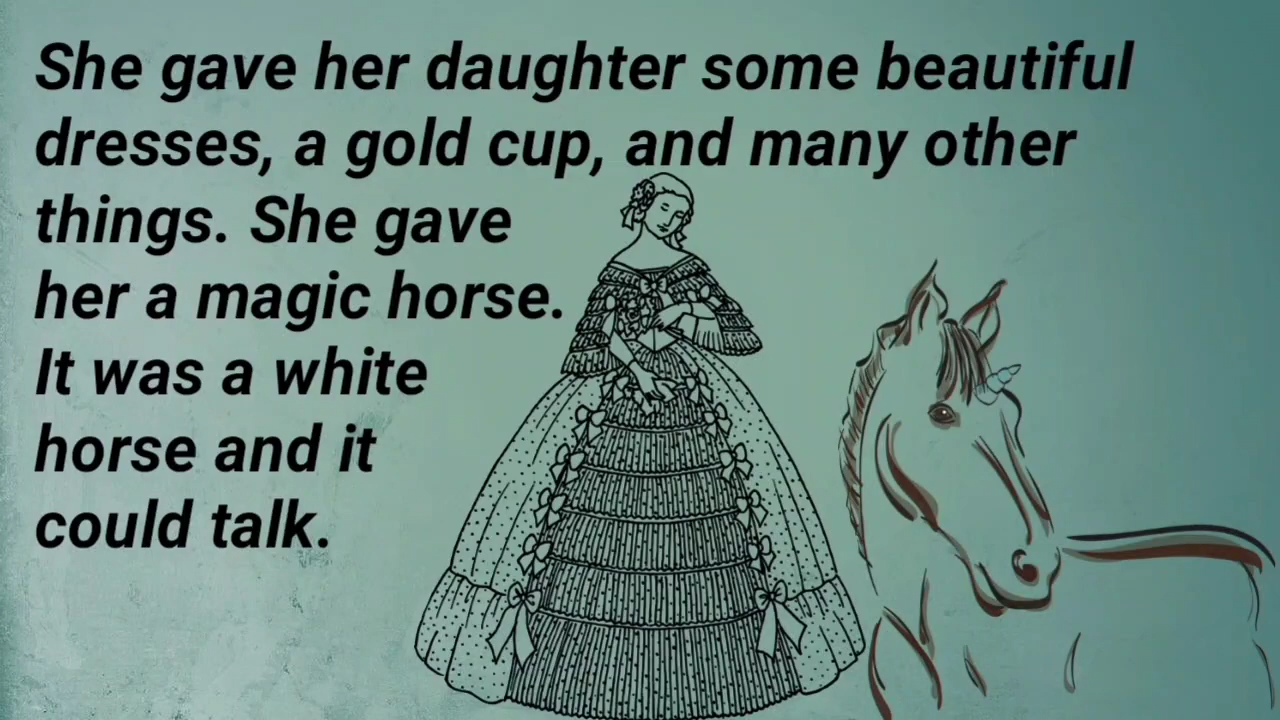 She gave her daughter some beautiful
dresses, a gold cup, and many other
things. She gave
her a magic horse.
It was a white
horse and it
could talk.